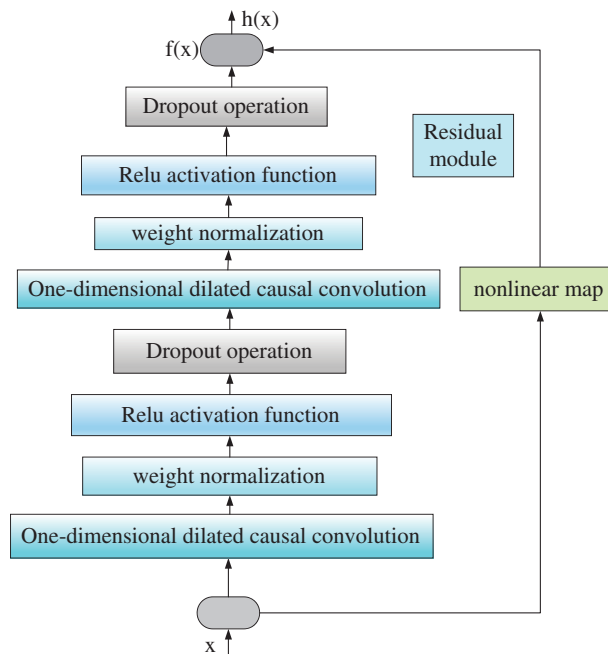 h(x)
f(x)
Dropout operation
Residual
module
Relu activation function
weight normalization
One-dimensional dilated causal convolution
nonlinear map
Dropout operation
Relu activation function
weight normalization
One-dimensional dilated causal convolution
x